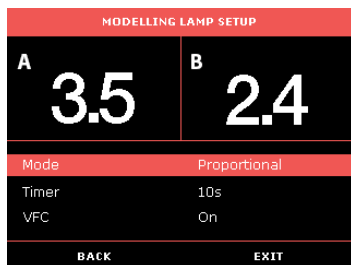 MODELLING LAMP SETUP
A B
3.5 2.4
Mode Proportional
Timer 10s
VFC On
BACK EXIT